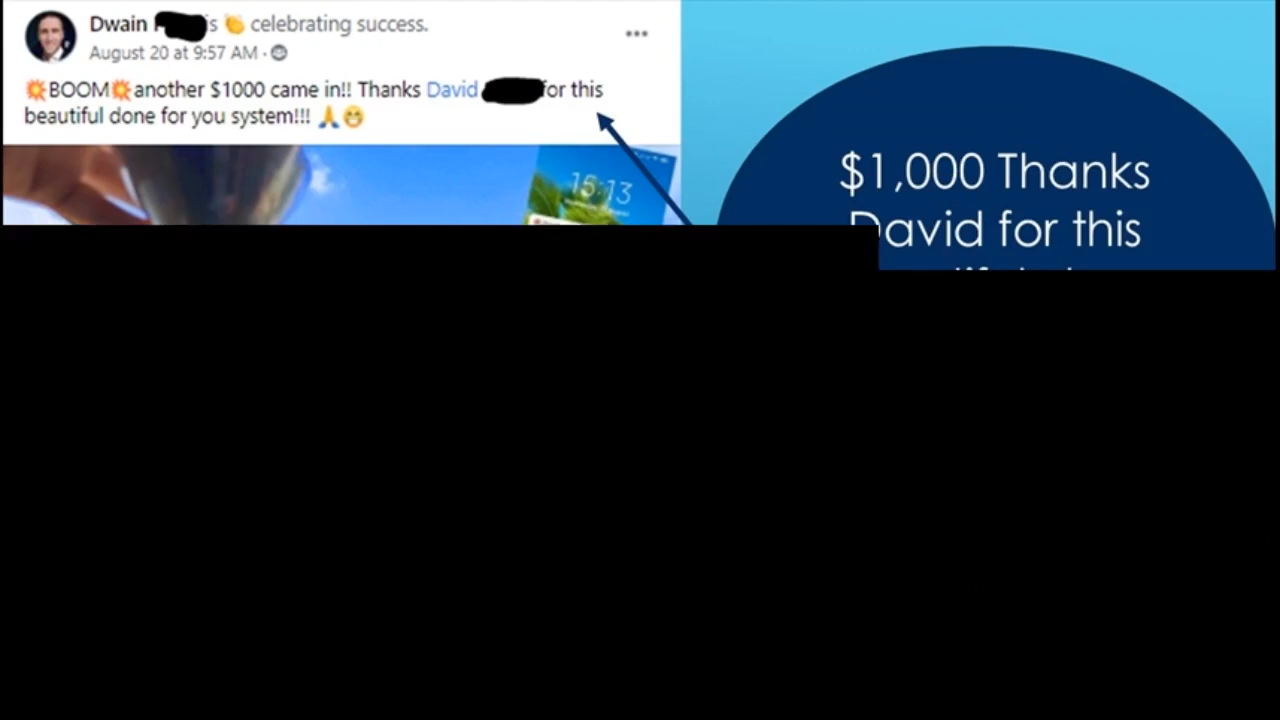 Dwain is 👏 celebrating success.
August 20 at 9:57 AM ·
💥BOOM💥another $1000 came in!! Thanks David for this
beautiful done for you system!!! 🙏😁
15:13
$1,000 Thanks
David for this